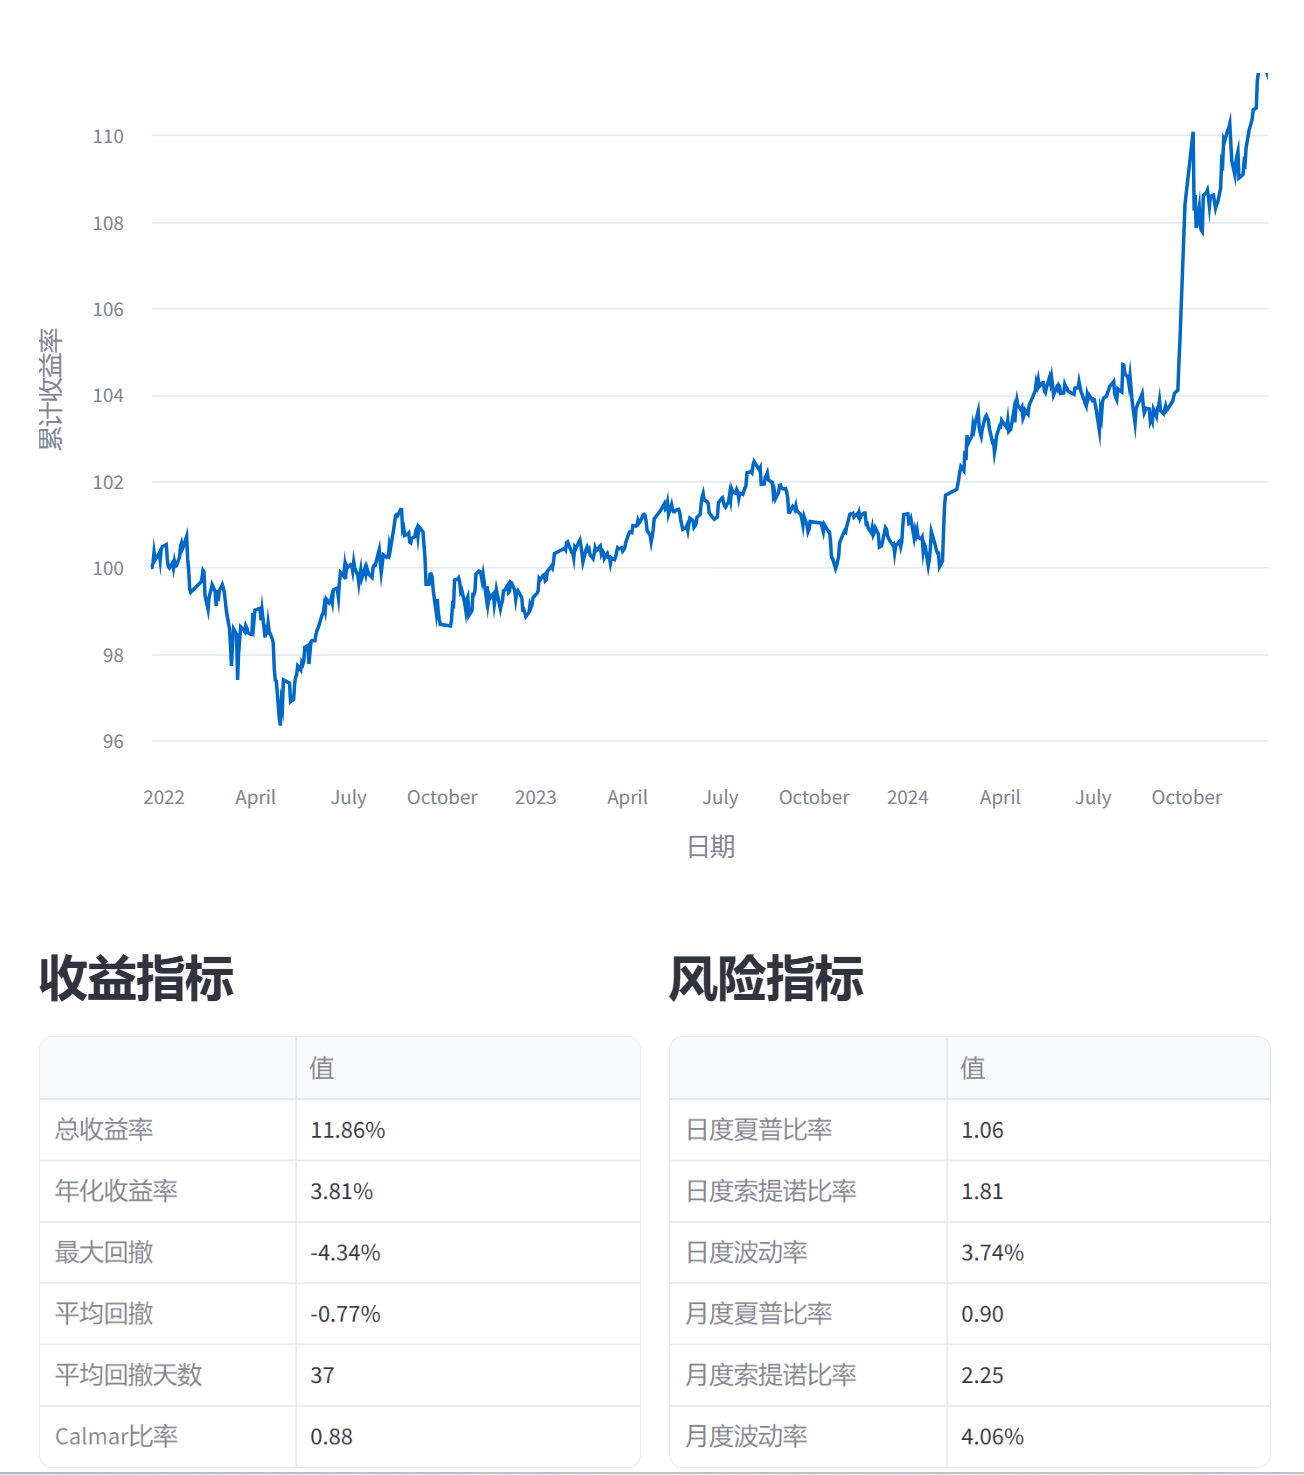 110
108
106
104
102
100
98
96
累计收益率
2022 April July October 2023 April July October 2024 April July October
日期
收益指标
值
总收益率 11.86%
年化收益率 3.81%
最大回撤 -4.34%
平均回撤 -0.77%
平均回撤天数 37
Calmar比率 0.88
风险指标
值
日度夏普比率 1.06
日度索提诺比率 1.81
日度波动率 3.74%
月度夏普比率 0.90
月度索提诺比率 2.25
月度波动率 4.06%